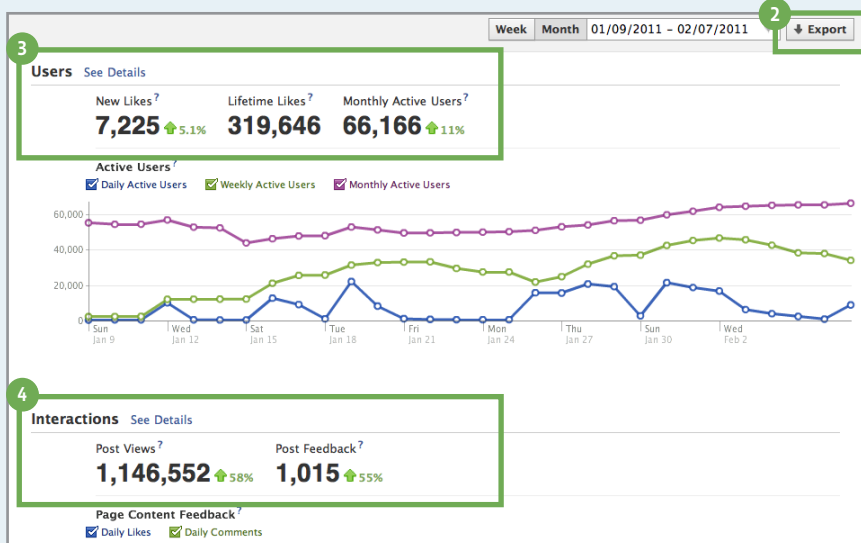 2
Week Month 01/09/2011 - 02/07/2011 Export
3
Users See Details
New Likes? Lifetime Likes? Monthly Active Users?
7,225 5.1% 319,646 66,166 11%
Active Users?
Daily Active Users Weekly Active Users Monthly Active Users
60,000
40,000
20,000
0
Sun Wed Sat Tue Fri Mon Thu Sun Wed
Jan 9 Jan 12 Jan 15 Jan 18 Jan 21 Jan 24 Jan 27 Jan 30 Feb 2
4
Interactions See Details
Post Views? Post Feedback?
1,146,552 58% 1,015 55%
Page Content Feedback?
Daily Likes Daily Comments